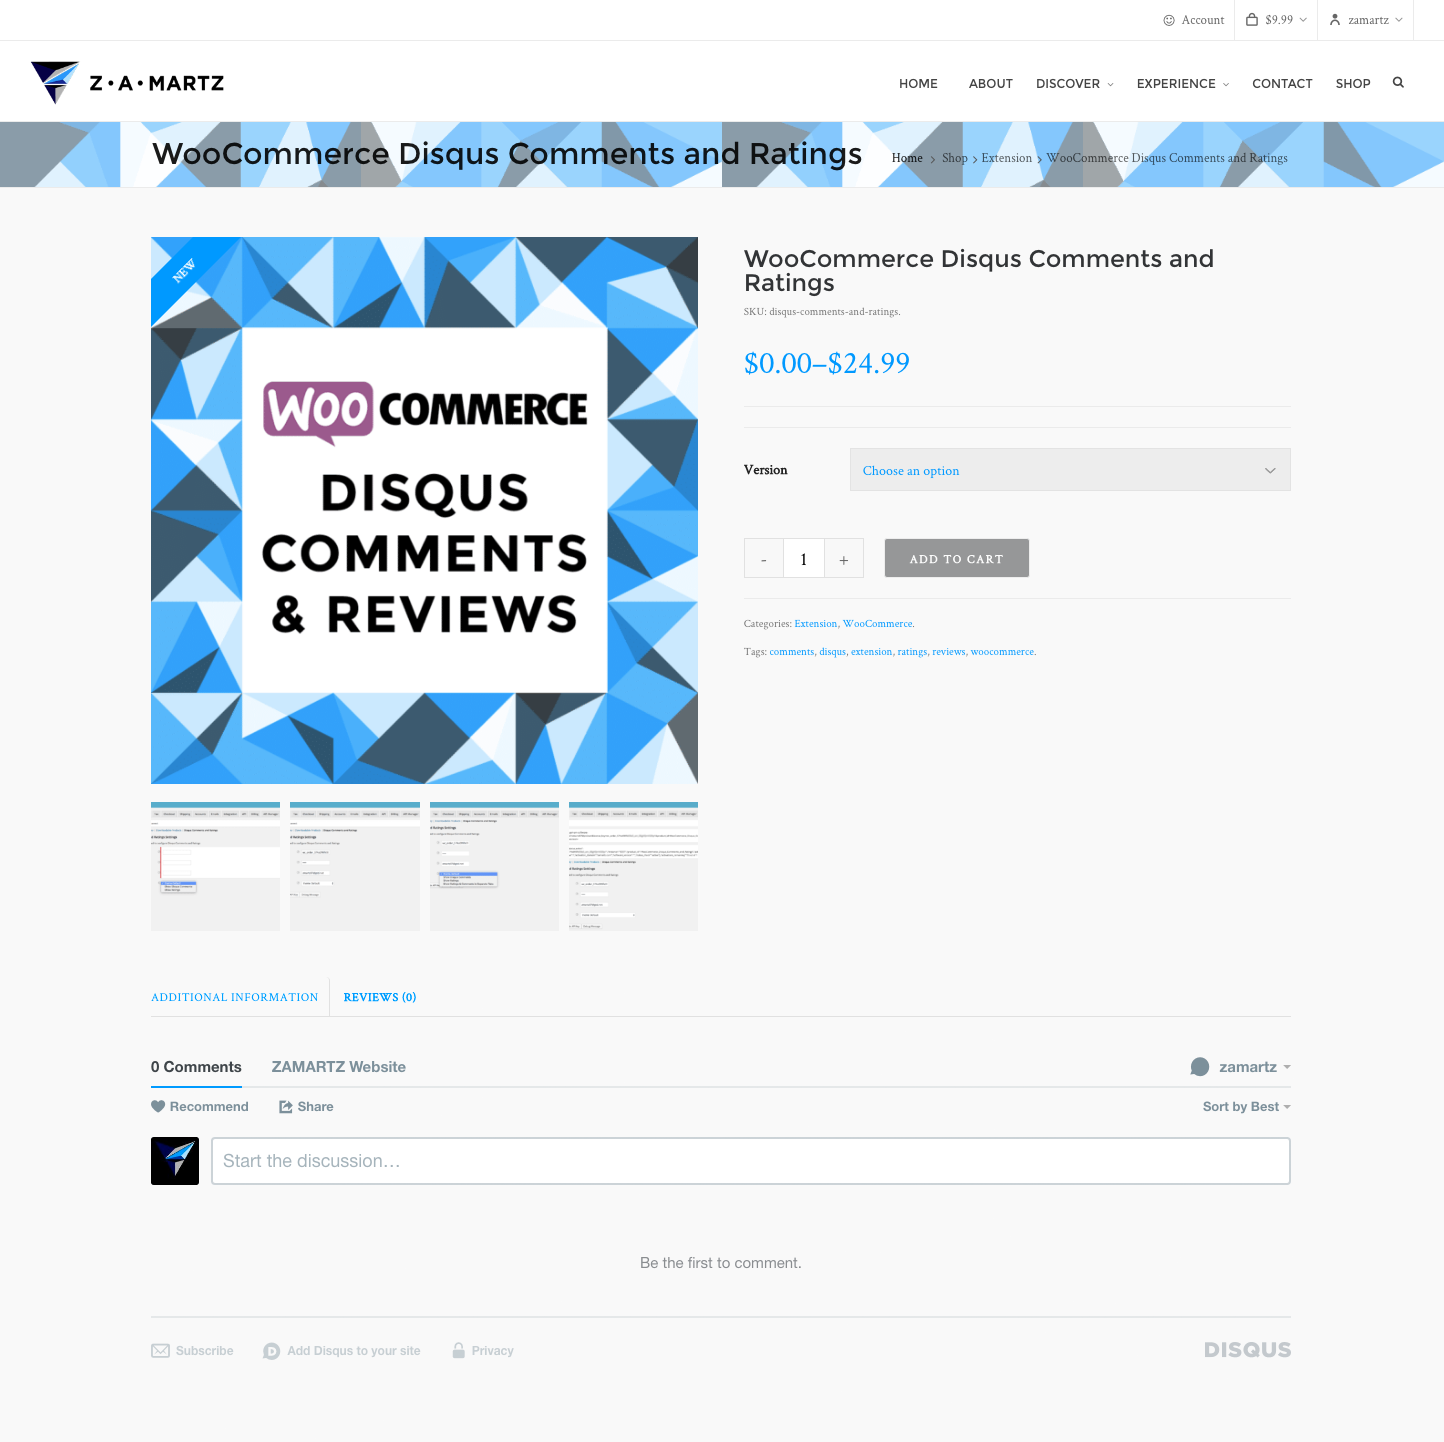 Account $9.99 zamartz
Z·A·MARTZ
HOME ABOUT DISCOVER EXPERIENCE CONTACT SHOP
WooCommerce Disqus Comments and Ratings
Home > Shop > Extension > WooCommerce Disqus Comments and Ratings
NEW
WOO COMMERCE
DISQUS
COMMENTS
& REVIEWS
WooCommerce Disqus Comments and
Ratings
SKU: disqus-comments-and-ratings.
$0.00–$24.99
Version Choose an option
- 1 + ADD TO CART
Categories: Extension, WooCommerce.
Tags: comments, disqus, extension, ratings, reviews, woocommerce.
ADDITIONAL INFORMATION REVIEWS (0)
0 Comments ZAMARTZ Website zamartz
Recommend Share Sort by Best
Start the discussion...
Be the first to comment.
Subscribe Add Disqus to your site Privacy DISQUS